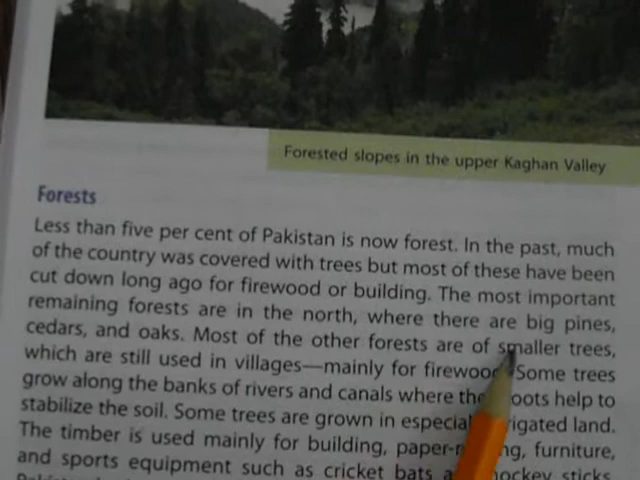 Forested slopes in the upper Kaghan Valley
Forests
Less than five per cent of Pakistan is now forest. In the past, much
of the country was covered with trees but most of these have been
cut down long ago for firewood or building. The most important
remaining forests are in the north, where there are big pines,
cedars, and oaks. Most of the other forests are of smaller trees,
which are still used in villages—mainly for firewood Some trees
grow along the banks of rivers and canals where the oots help to
stabilize the soil. Some trees are grown in especial rigated land.
The timber is used mainly for building, paper-m ng, furniture,
and sports equipment such as cricket bats a hockey sticks.